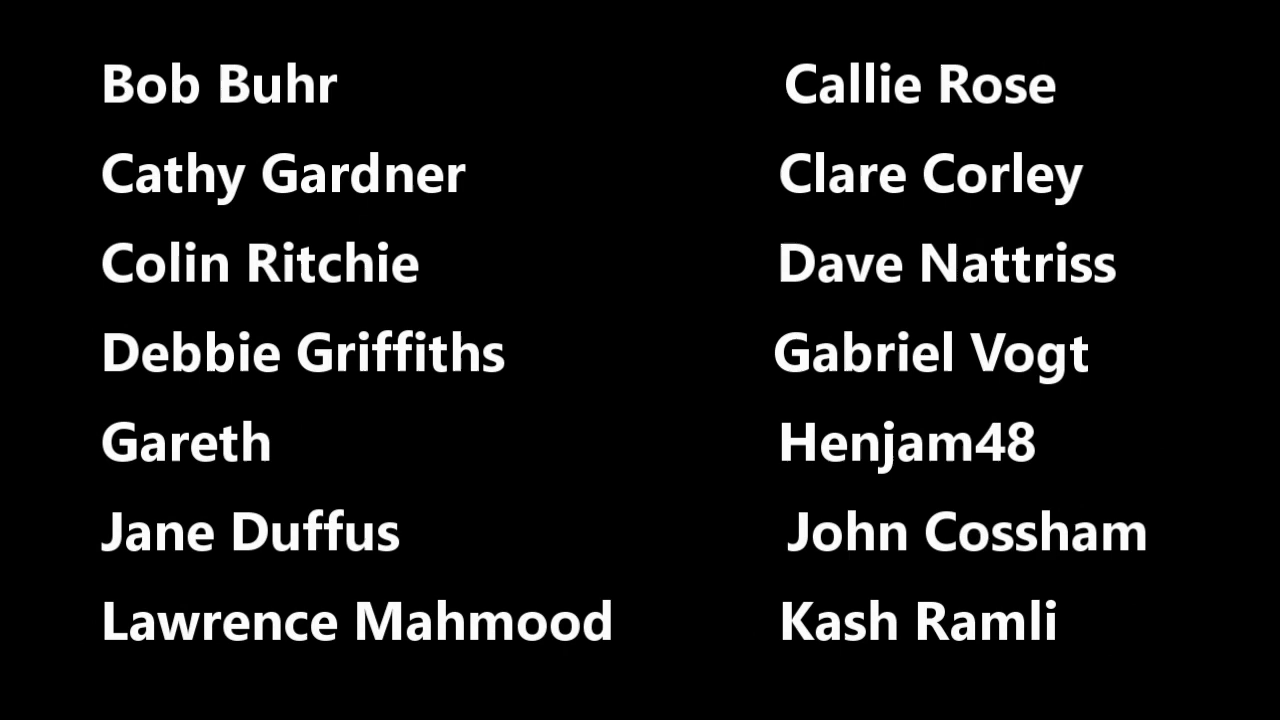 Bob Buhr Callie Rose
Cathy Gardner Clare Corley
Colin Ritchie Dave Nattriss
Debbie Griffiths Gabriel Vogt
Gareth Henjam48
Jane Duffus John Cossham
Lawrence Mahmood Kash Ramli